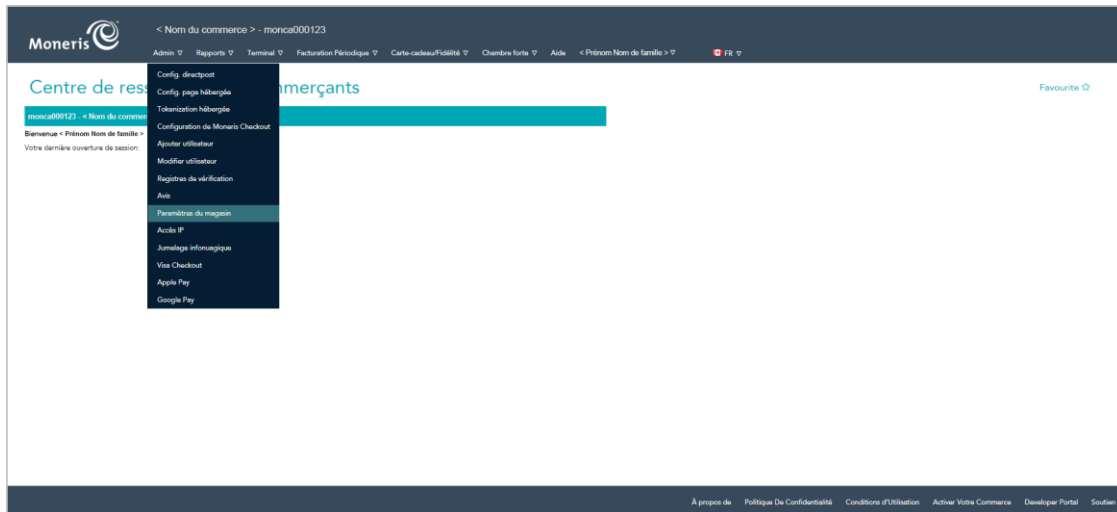 Moneris
< Nom du commerce > - monca000123
Admin Rapports Terminal Facturation Périodique Carte-cadeau/Fidélité Chambre forte Aide < Prénom Nom de famille > FR
Config. directpost
Config. page hébergée
Tokenization hébergée
Configuration de Moneris Checkout
Ajouter utilisateur
Modifier utilisateur
Registres de vérification
Avis
Paramètres du magasin
Accès IP
Jumelage infonuagique
Visa Checkout
Apple Pay
Google Pay
Centre de res merçants
Favourite
monca000123 - < Nom du commer
Bienvenue < Prénom Nom de famille >
Votre dernière ouverture de session:
À propos de Politique De Confidentialité Conditions d'Utilisation Activer Votre Commerce Developer Portal Soutien